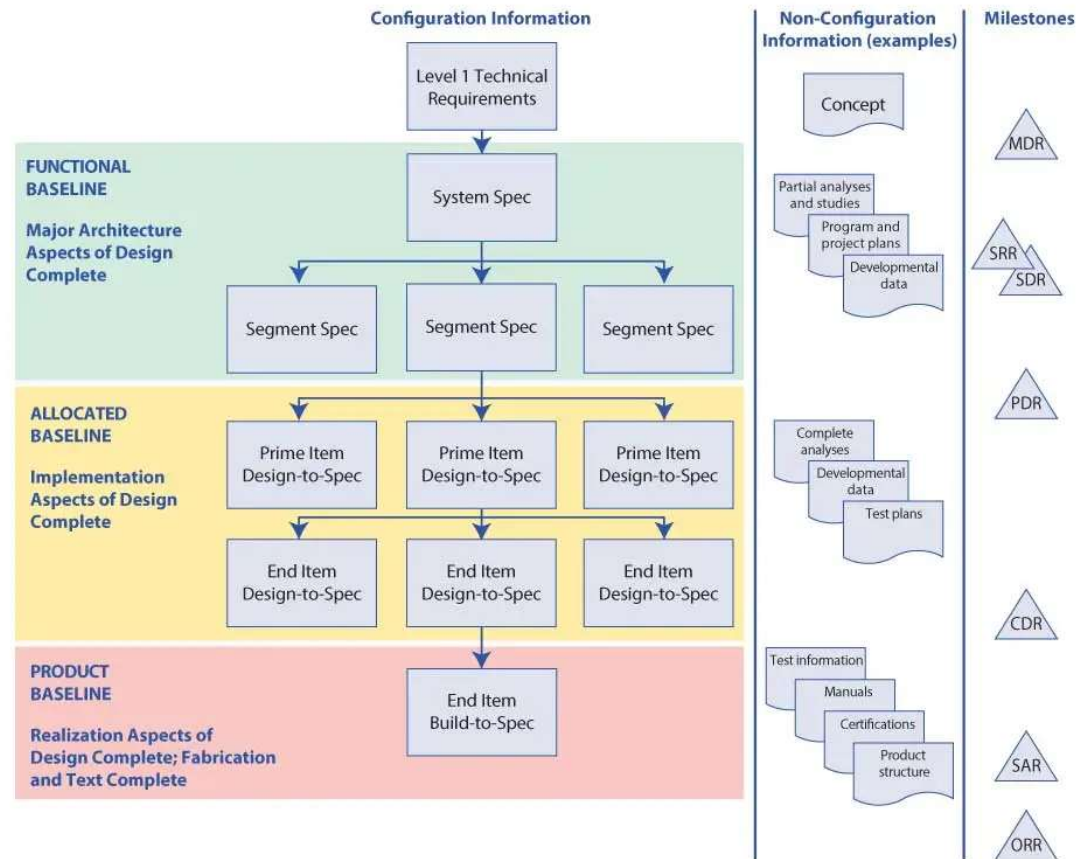 Configuration Information
Non-Configuration
Information (examples)
Milestones
Level 1 Technical
Requirements
Concept
MDR
FUNCTIONAL
BASELINE
Major Architecture
Aspects of Design
Complete
System Spec
Segment Spec
Segment Spec
Segment Spec
Partial analyses
and studies
Program and
project plans
Developmental
data
SRR
SDR
PDR
ALLOCATED
BASELINE
Implementation
Aspects of Design
Complete
Prime Item
Design-to-Spec
Prime Item
Design-to-Spec
Prime Item
Design-to-Spec
End Item
Design-to-Spec
End Item
Design-to-Spec
End Item
Design-to-Spec
Complete
analyses
Developmental
data
Test plans
CDR
PRODUCT
BASELINE
Realization Aspects of
Design Complete; Fabrication
and Text Complete
End Item
Build-to-Spec
Test information
Manuals
Certifications
Product
structure
SAR
ORR